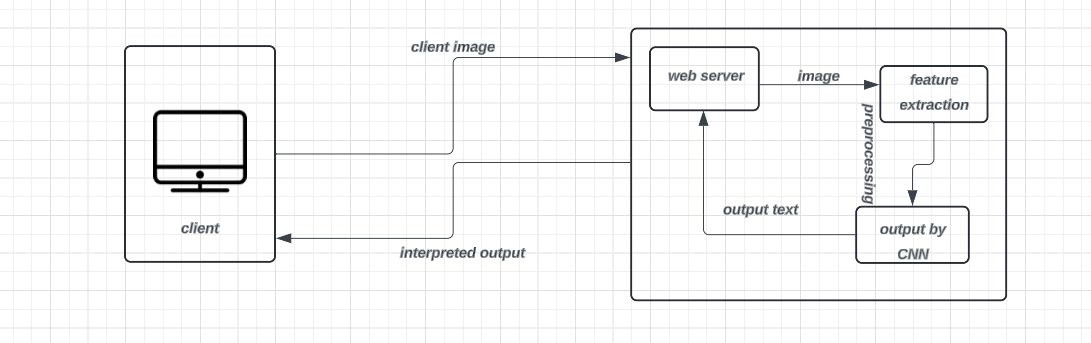 client image
web server
image
feature
extraction
preprocessing
client
output text
output by
CNN
interpreted output